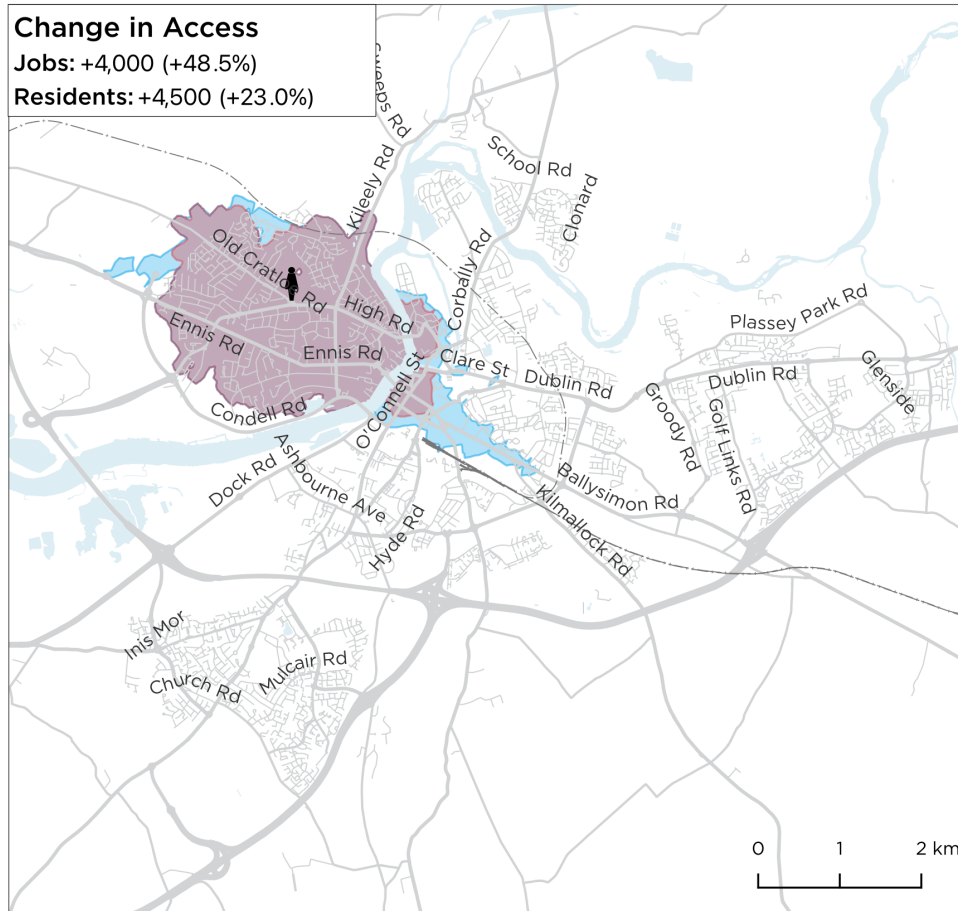 Change in Access
Jobs: +4,000 (+48.5%)
Residents: +4,500 (+23.0%)
Sweeps Rd
School Rd
Kileely Rd
Clonard
Old Cratloe Rd
Corbally Rd
High Rd
Plassey Park Rd
Ennis Rd
Ennis Rd
Clare St
Dublin Rd
Dublin Rd
Glenside
O'Connell St
Condell Rd
Groody Rd
Golf Links Rd
Ashbourne Ave
Dock Rd
Ballysimon Rd
Kilmallock Rd
Hyde Rd
Inis Mor
Mulcair Rd
Church Rd
0 1 2 km